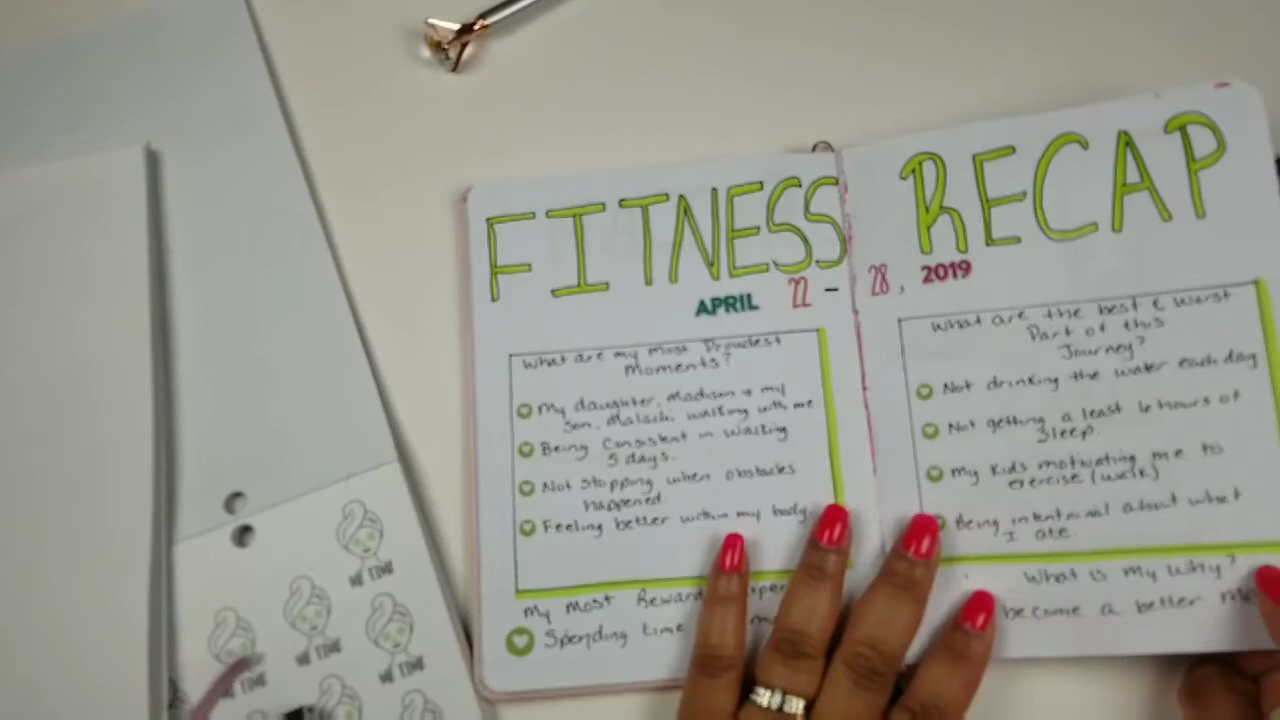 FITNESS RECAP
APRIL 22 - 28, 2019
What are my most Proudest
Moments?
My daughter, Madison & my
son, Malachi walking with me.
Being Consistent in walking
5 days.
Not stopping when obstacles
happened
Feeling better within my body
My Most Reward
Spending time
What are the best & worst
Part of this
Journey?
Not drinking the water each day
Not getting a least 6 hours of
Sleep.
My kids motivating me to
exercise (walk)
Being intentional about what
I ate.
What is My Why?
become a better Me
ME TIME
ME TIME
ME TIME
ME TIME